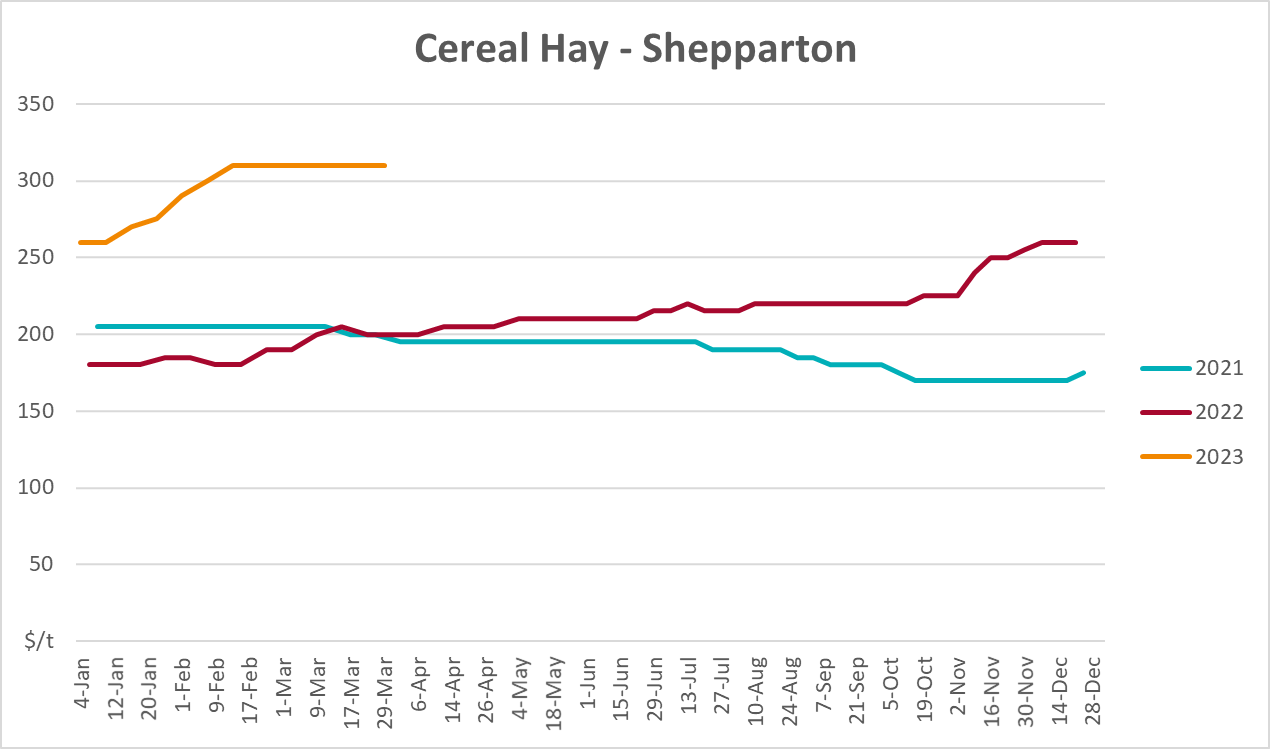 Cereal Hay - Shepparton
350
300
250
200
150
100
50
$/t
4-Jan
12-Jan
20-Jan
1-Feb
9-Feb
17-Feb
1-Mar
9-Mar
17-Mar
29-Mar
6-Apr
14-Apr
26-Apr
4-May
18-May
1-Jun
15-Jun
29-Jun
13-Jul
27-Jul
10-Aug
24-Aug
7-Sep
21-Sep
5-Oct
19-Oct
2-Nov
16-Nov
30-Nov
14-Dec
28-Dec
2021
2022
2023